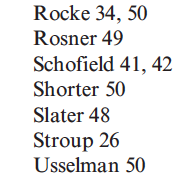 Rocke 34, 50
Rosner 49
Schofield 41, 42
Shorter 50
Slater 48
Stroup 26
Usselman 50